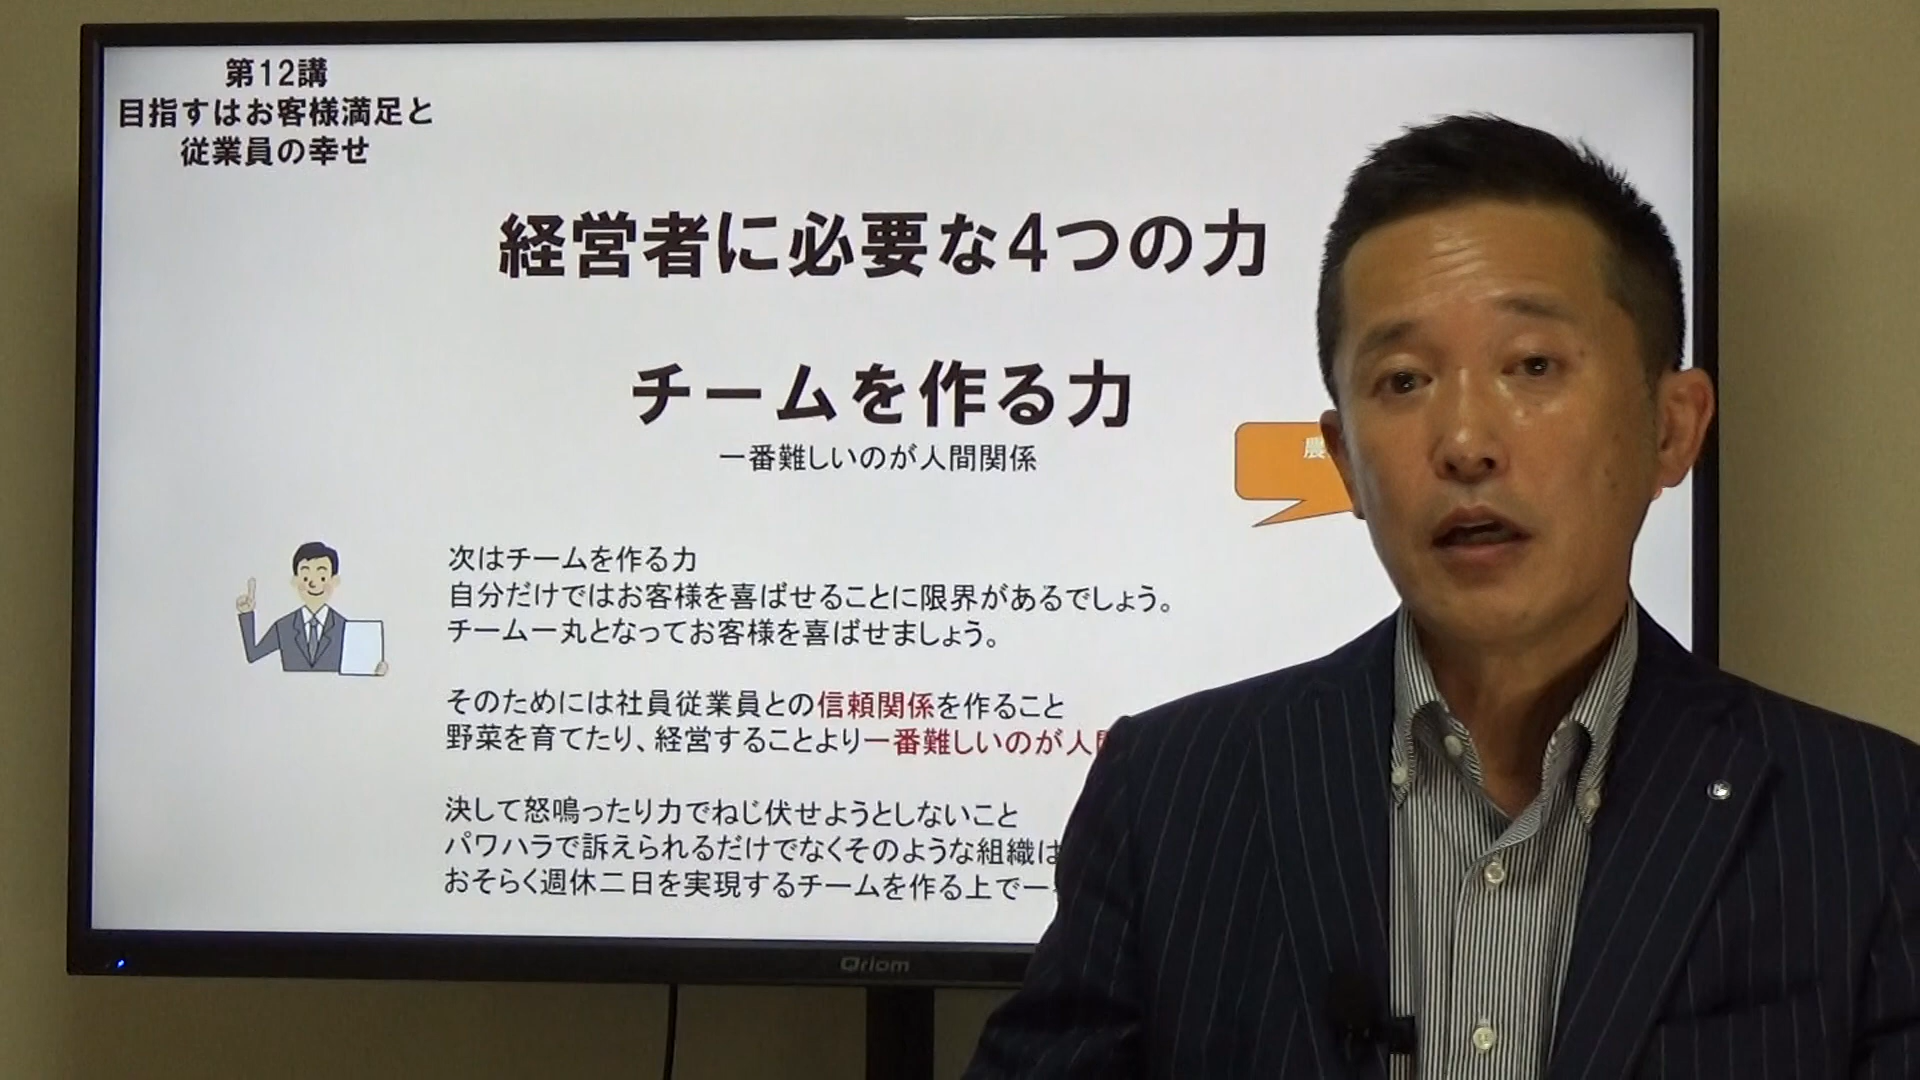 第12講
目指すはお客様満足と
従業員の幸せ
経営者に必要な4つの力
チームを作る力
一番難しいのが人間関係
農
次はチームを作る力
自分だけではお客様を喜ばせることに限界があるでしょう。
チーム一丸となってお客様を喜ばせましょう。
そのためには社員従業員との信頼関係を作ること
野菜を育てたり、経営することより一番難しいのが人
決して怒鳴ったり力でねじ伏せようとしないこと
パワハラで訴えられるだけでなくそのような組織は
おそらく週休二日を実現するチームを作る上で一
Qriom